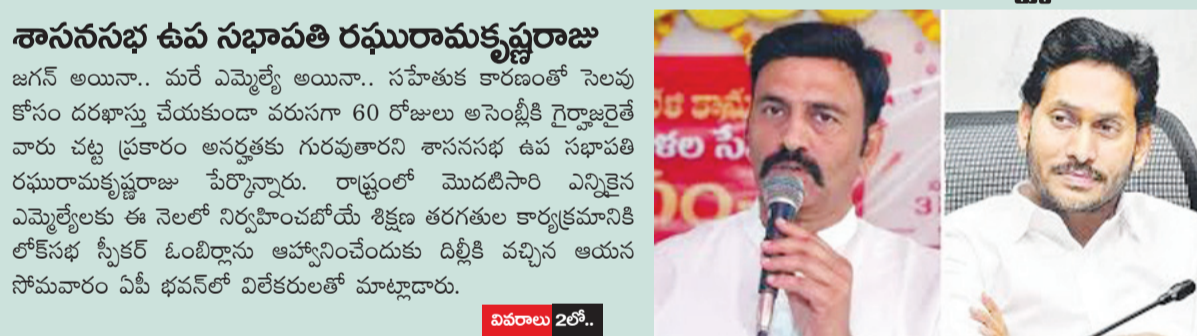 శాసనసభ ఉప సభాపతి రఘురామకృష్ణరాజు
జగన్ అయినా.. మరే ఎమ్మెల్యే అయినా.. సహేతుక కారణంతో సెలవు
కోసం దరఖాస్తు చేయకుండా వరుసగా 60 రోజులు అసెంబ్లీకి గైర్హాజరైతే
వారు చట్ట ప్రకారం అనర్హతకు గురవుతారని శాసనసభ ఉప సభాపతి
రఘురామకృష్ణరాజు పేర్కొన్నారు. రాష్ట్రంలో మొదటిసారి ఎన్నికైన
ఎమ్మెల్యేలకు ఈ నెలలో నిర్వహించబోయే శిక్షణ తరగతుల కార్యక్రమానికి
లోక్‌సభ స్పీకర్ ఓంబిర్లాను ఆహ్వానించేందుకు దిల్లీకి వచ్చిన ఆయన
సోమవారం ఏపీ భవన్‌లో విలేకరులతో మాట్లాడారు.
వివరాలు 2లో..